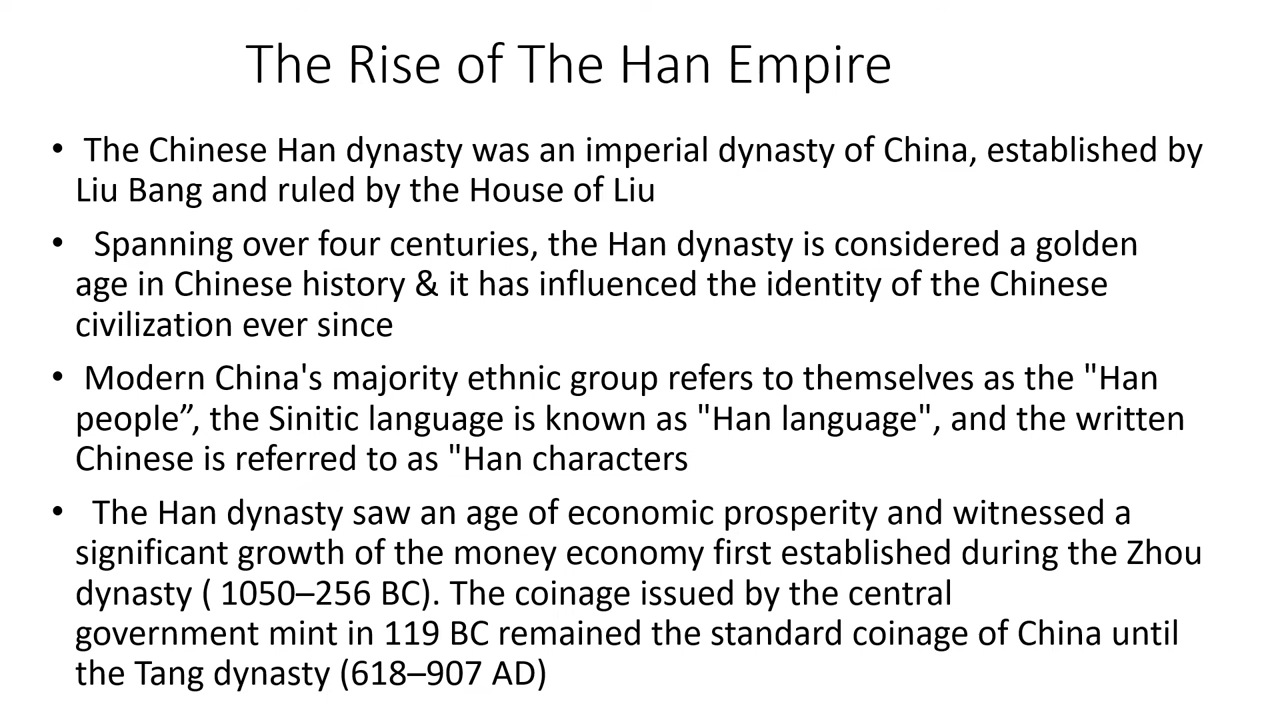 The Rise of The Han Empire
• The Chinese Han dynasty was an imperial dynasty of China, established by
Liu Bang and ruled by the House of Liu
• Spanning over four centuries, the Han dynasty is considered a golden
age in Chinese history & it has influenced the identity of the Chinese
civilization ever since
• Modern China's majority ethnic group refers to themselves as the "Han
people”, the Sinitic language is known as "Han language", and the written
Chinese is referred to as "Han characters
• The Han dynasty saw an age of economic prosperity and witnessed a
significant growth of the money economy first established during the Zhou
dynasty ( 1050–256 BC). The coinage issued by the central
government mint in 119 BC remained the standard coinage of China until
the Tang dynasty (618–907 AD)